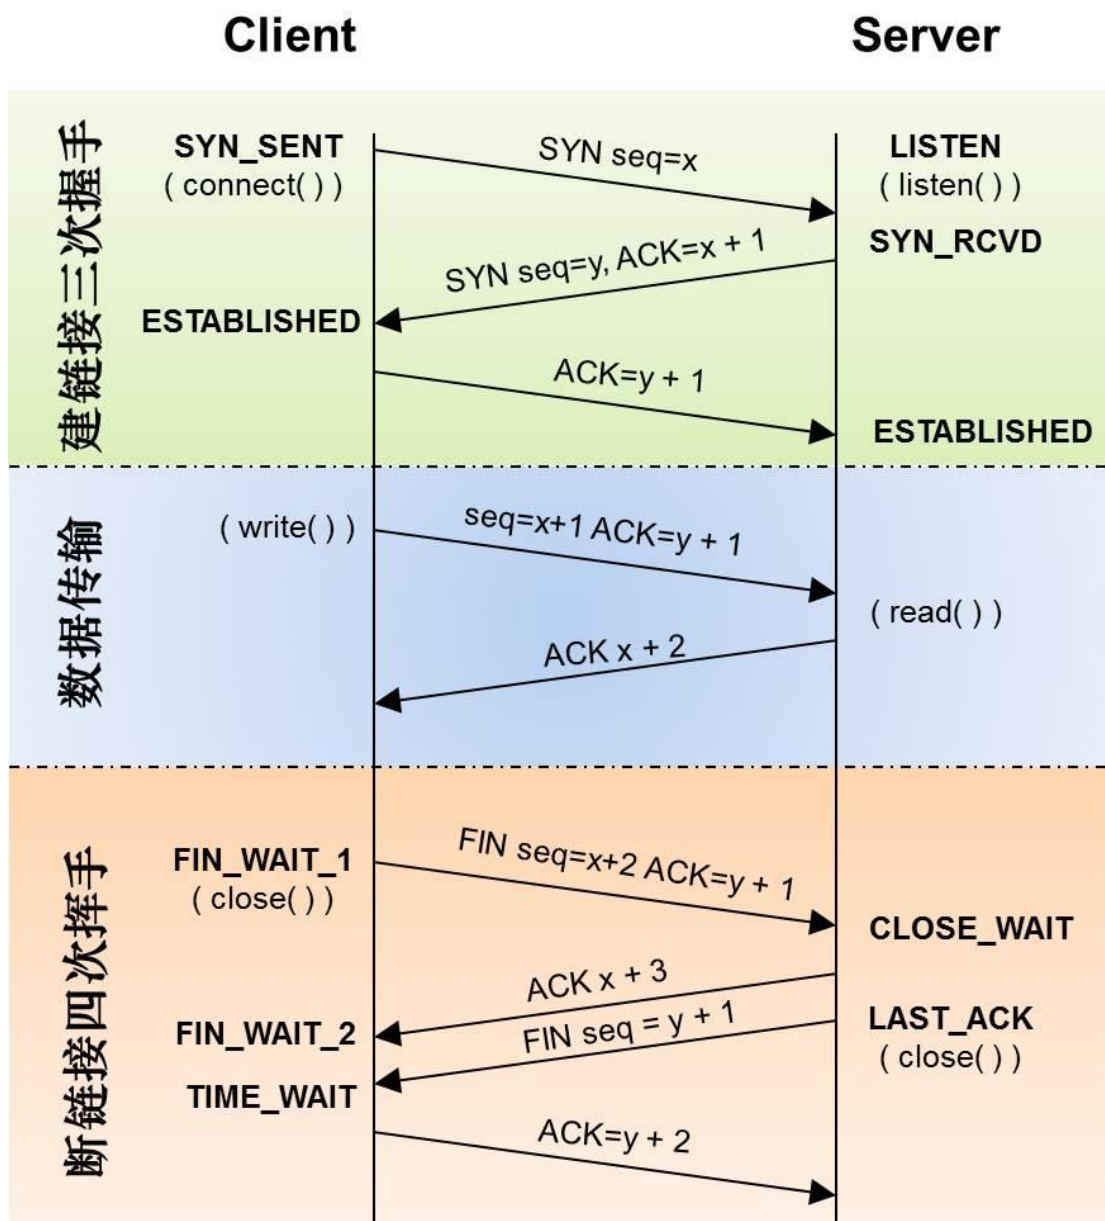 Client
Server
建链接三次握手
SYN_SENT
( connect( ) )
SYN seq=x
LISTEN
( listen( ) )
SYN_RCVD
SYN seq=y, ACK=x + 1
ESTABLISHED
ACK=y + 1
ESTABLISHED
数据传输
( write( ) )
seq=x+1 ACK=y + 1
( read( ) )
ACK x + 2
断链接四次挥手
FIN_WAIT_1
( close( ) )
FIN seq=x+2 ACK=y + 1
CLOSE_WAIT
ACK x + 3
FIN_WAIT_2
FIN seq = y + 1
LAST_ACK
( close( ) )
TIME_WAIT
ACK=y + 2